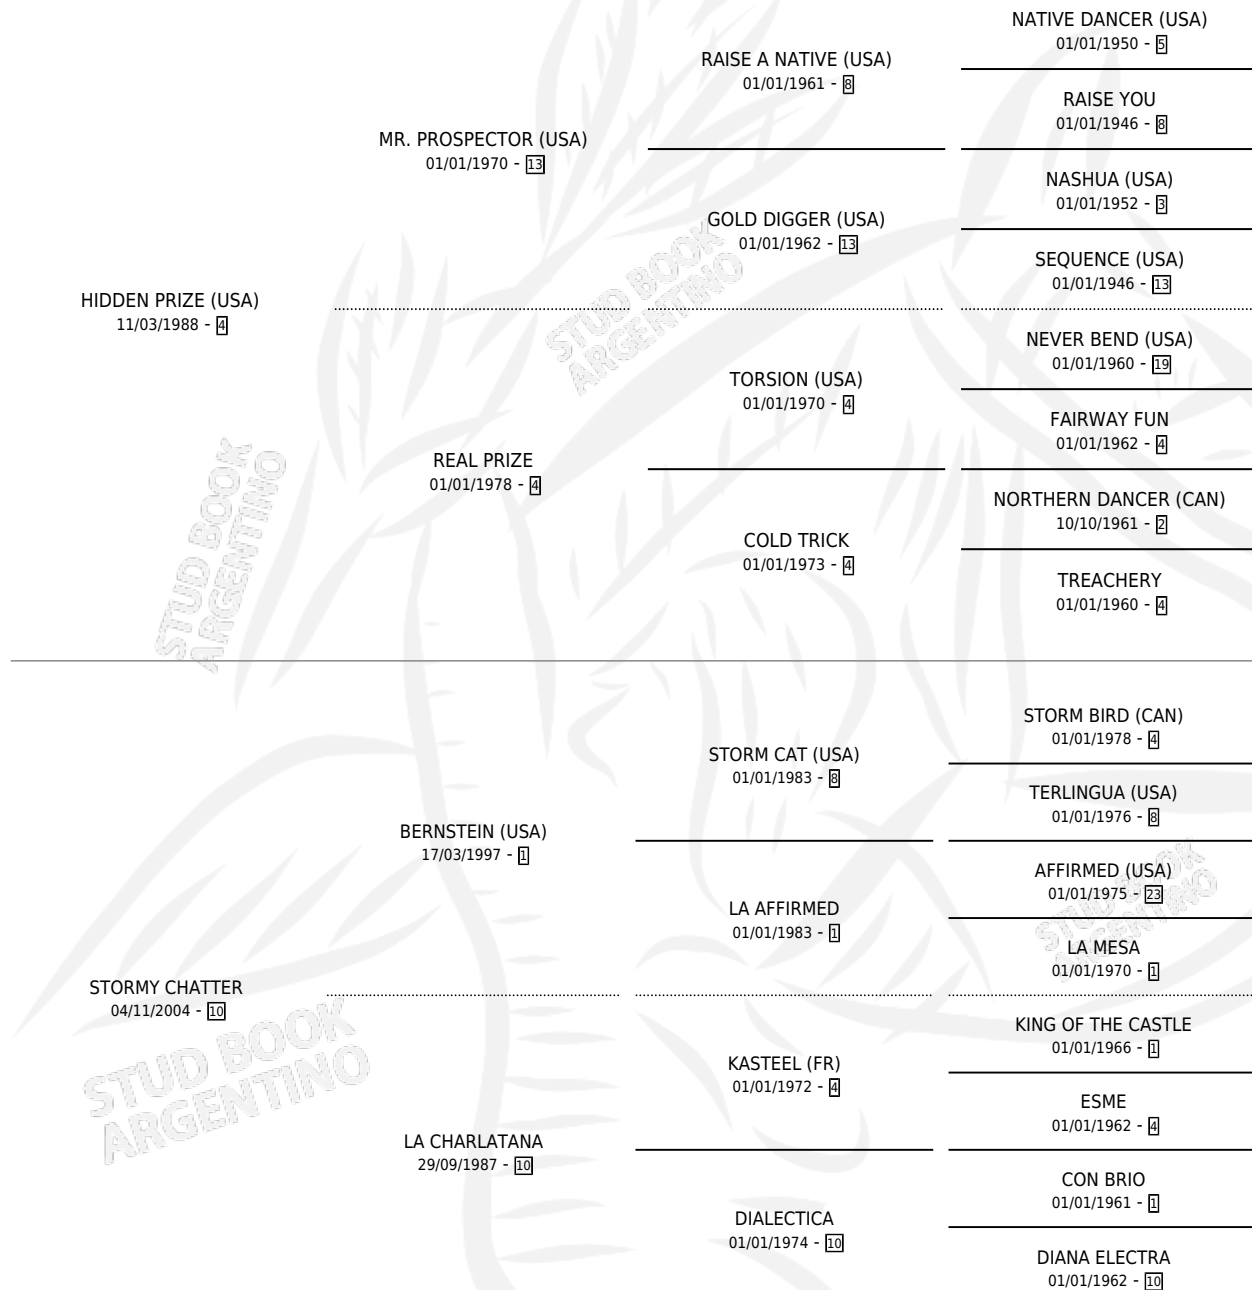 NATIVE DANCER (USA)
01/01/1950 - 5
RAISE A NATIVE (USA)
01/01/1961 - 8
RAISE YOU
01/01/1946 - 8
MR. PROSPECTOR (USA)
01/01/1970 - 13
NASHUA (USA)
01/01/1952 - 3
GOLD DIGGER (USA)
01/01/1962 - 13
SEQUENCE (USA)
01/01/1946 - 13
HIDDEN PRIZE (USA)
11/03/1988 - 4
NEVER BEND (USA)
01/01/1960 - 19
TORSION (USA)
01/01/1970 - 4
FAIRWAY FUN
01/01/1962 - 4
REAL PRIZE
01/01/1978 - 4
NORTHERN DANCER (CAN)
10/10/1961 - 2
COLD TRICK
01/01/1973 - 4
TREACHERY
01/01/1960 - 4
STORM BIRD (CAN)
01/01/1978 - 4
STORM CAT (USA)
01/01/1983 - 8
TERLINGUA (USA)
01/01/1976 - 8
BERNSTEIN (USA)
17/03/1997 - 1
AFFIRMED (USA)
01/01/1975 - 23
LA AFFIRMED
01/01/1983 - 1
LA MESA
01/01/1970 - 1
STORMY CHATTER
04/11/2004 - 10
KING OF THE CASTLE
01/01/1966 - 1
KASTEEL (FR)
01/01/1972 - 4
ESME
01/01/1962 - 4
LA CHARLATANA
29/09/1987 - 10
CON BRIO
01/01/1961 - 1
DIALECTICA
01/01/1974 - 10
DIANA ELECTRA
01/01/1962 - 10
STUD BOOK
ARGENTINO
STUD BOOK
ARGENTINO
STUD BOOK
ARGENTINO
STUD BOOK
ARGENTINO